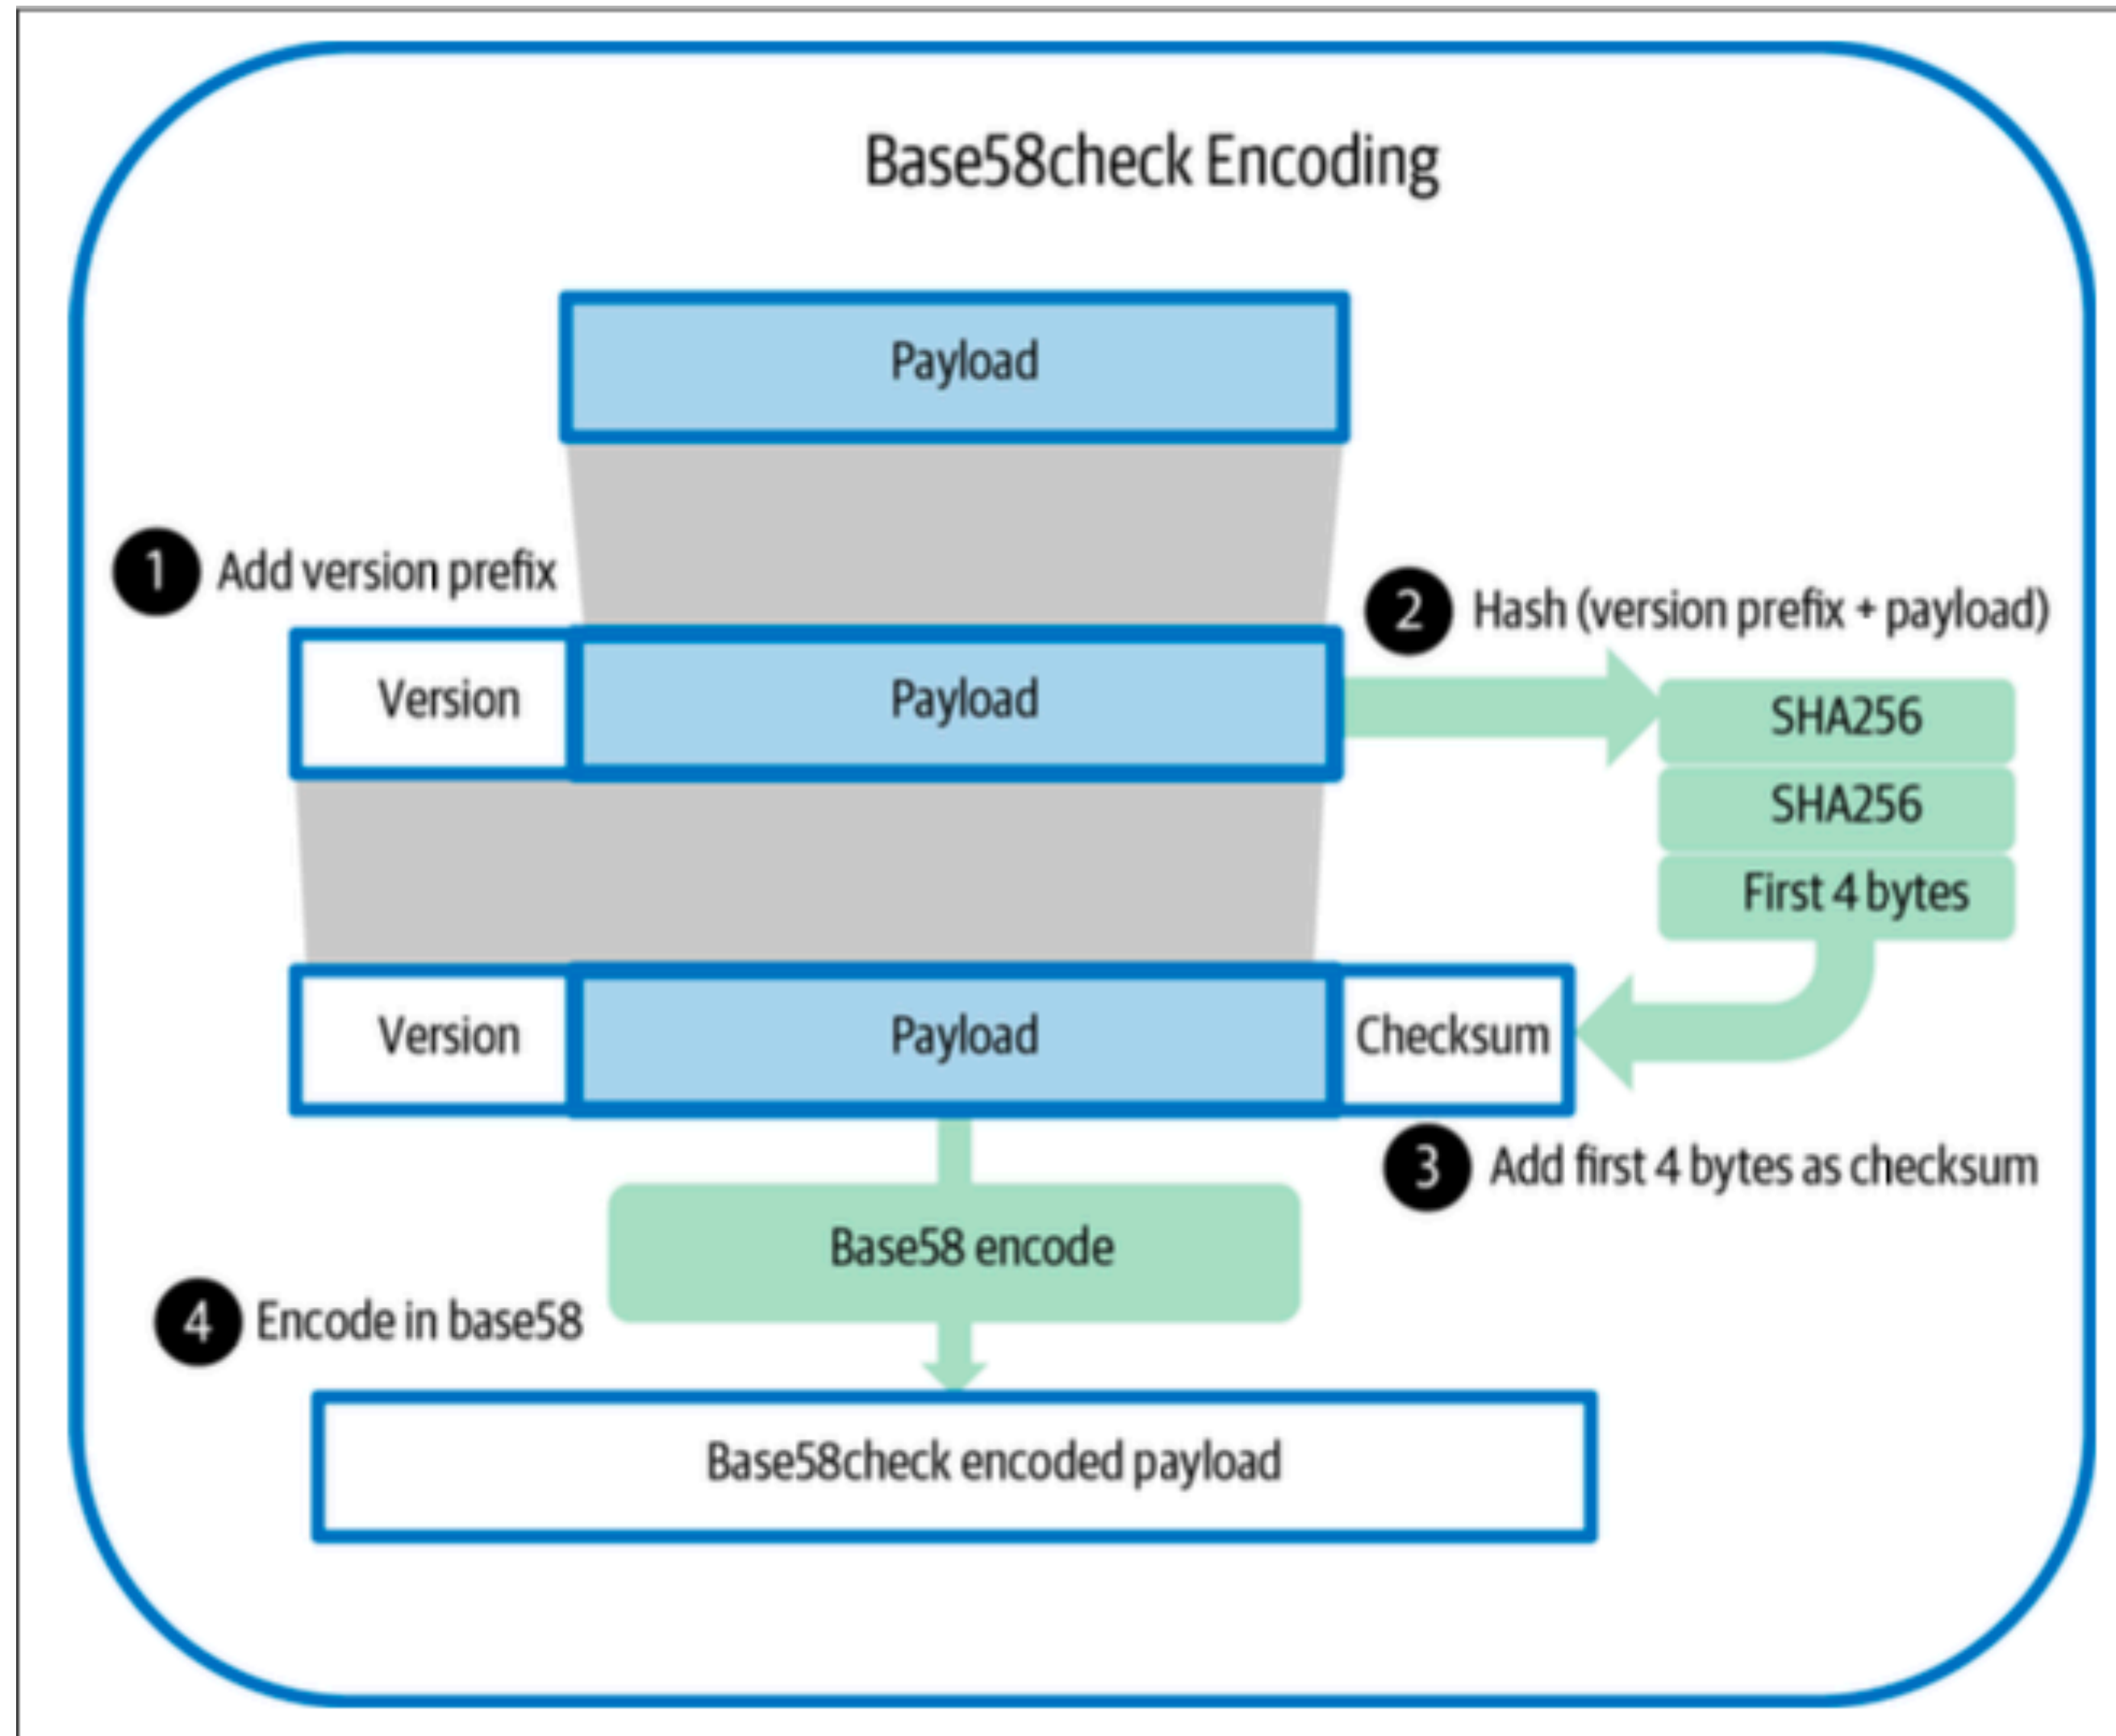 Base58check Encoding
Payload
1 Add version prefix
2 Hash (version prefix + payload)
Version Payload
SHA256
SHA256
First 4 bytes
Version Payload Checksum
3 Add first 4 bytes as checksum
Base58 encode
4 Encode in base58
Base58check encoded payload